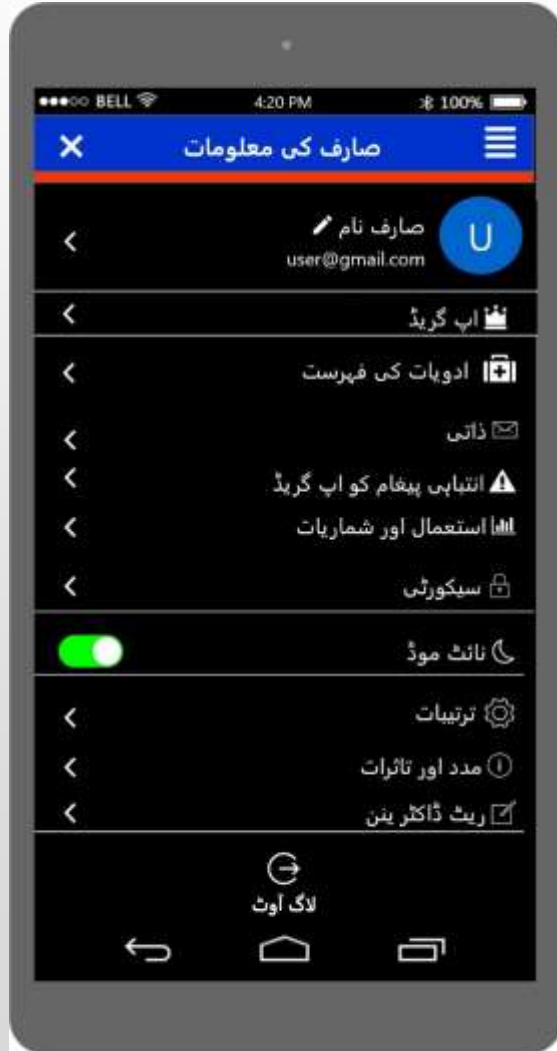 BELL 4:20 PM 100%
صارف کی معلومات
U
صارف نام
user@gmail.com
اپ گریڈ
ادویات کی فہرست
ذاتی
انتباہی پیغام کو اپ گریڈ
استعمال اور شماریات
سیکورٹی
نائٹ موڈ
ترتیبات
مدد اور تاثرات
ریٹ ڈاکٹر ینن
لاگ آوٹ